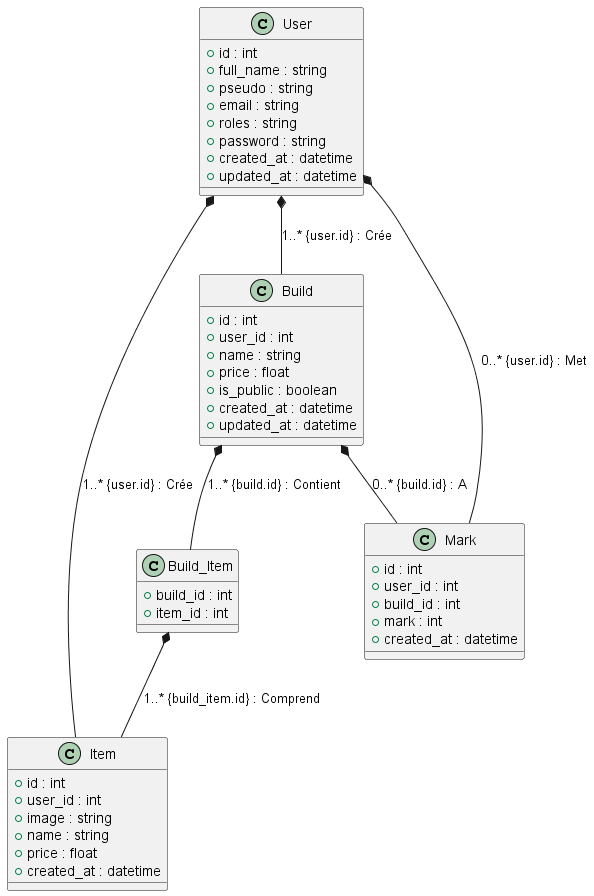 C User
id : int
full_name : string
pseudo : string
email : string
roles : string
password : string
created_at : datetime
updated_at : datetime
1..* {user.id} : Crée
C Build
id : int
user_id : int
name : string
price : float
is_public : boolean
created_at : datetime
updated_at : datetime
0..* {user.id} : Met
1..* {user.id} : Crée
1..* {build.id} : Contient
0..* {build.id} : A
C Build_Item
build_id : int
item_id : int
C Mark
id : int
user_id : int
build_id : int
mark : int
created_at : datetime
1..* {build_item.id} : Comprend
C Item
id : int
user_id : int
image : string
name : string
price : float
created_at : datetime